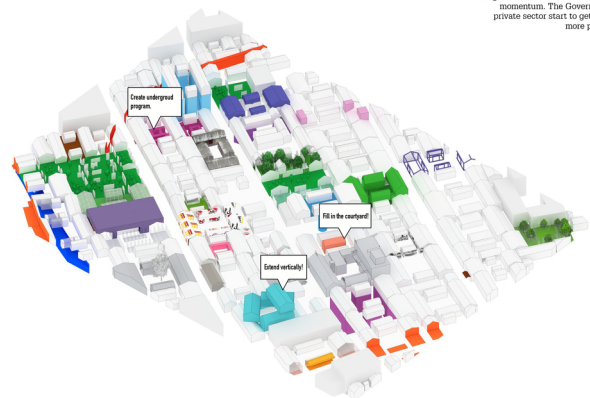 momentum. The Govern
private sector start to get
more p
Create undergroud
program.
Fill in the courtyard!
Extend vertically!